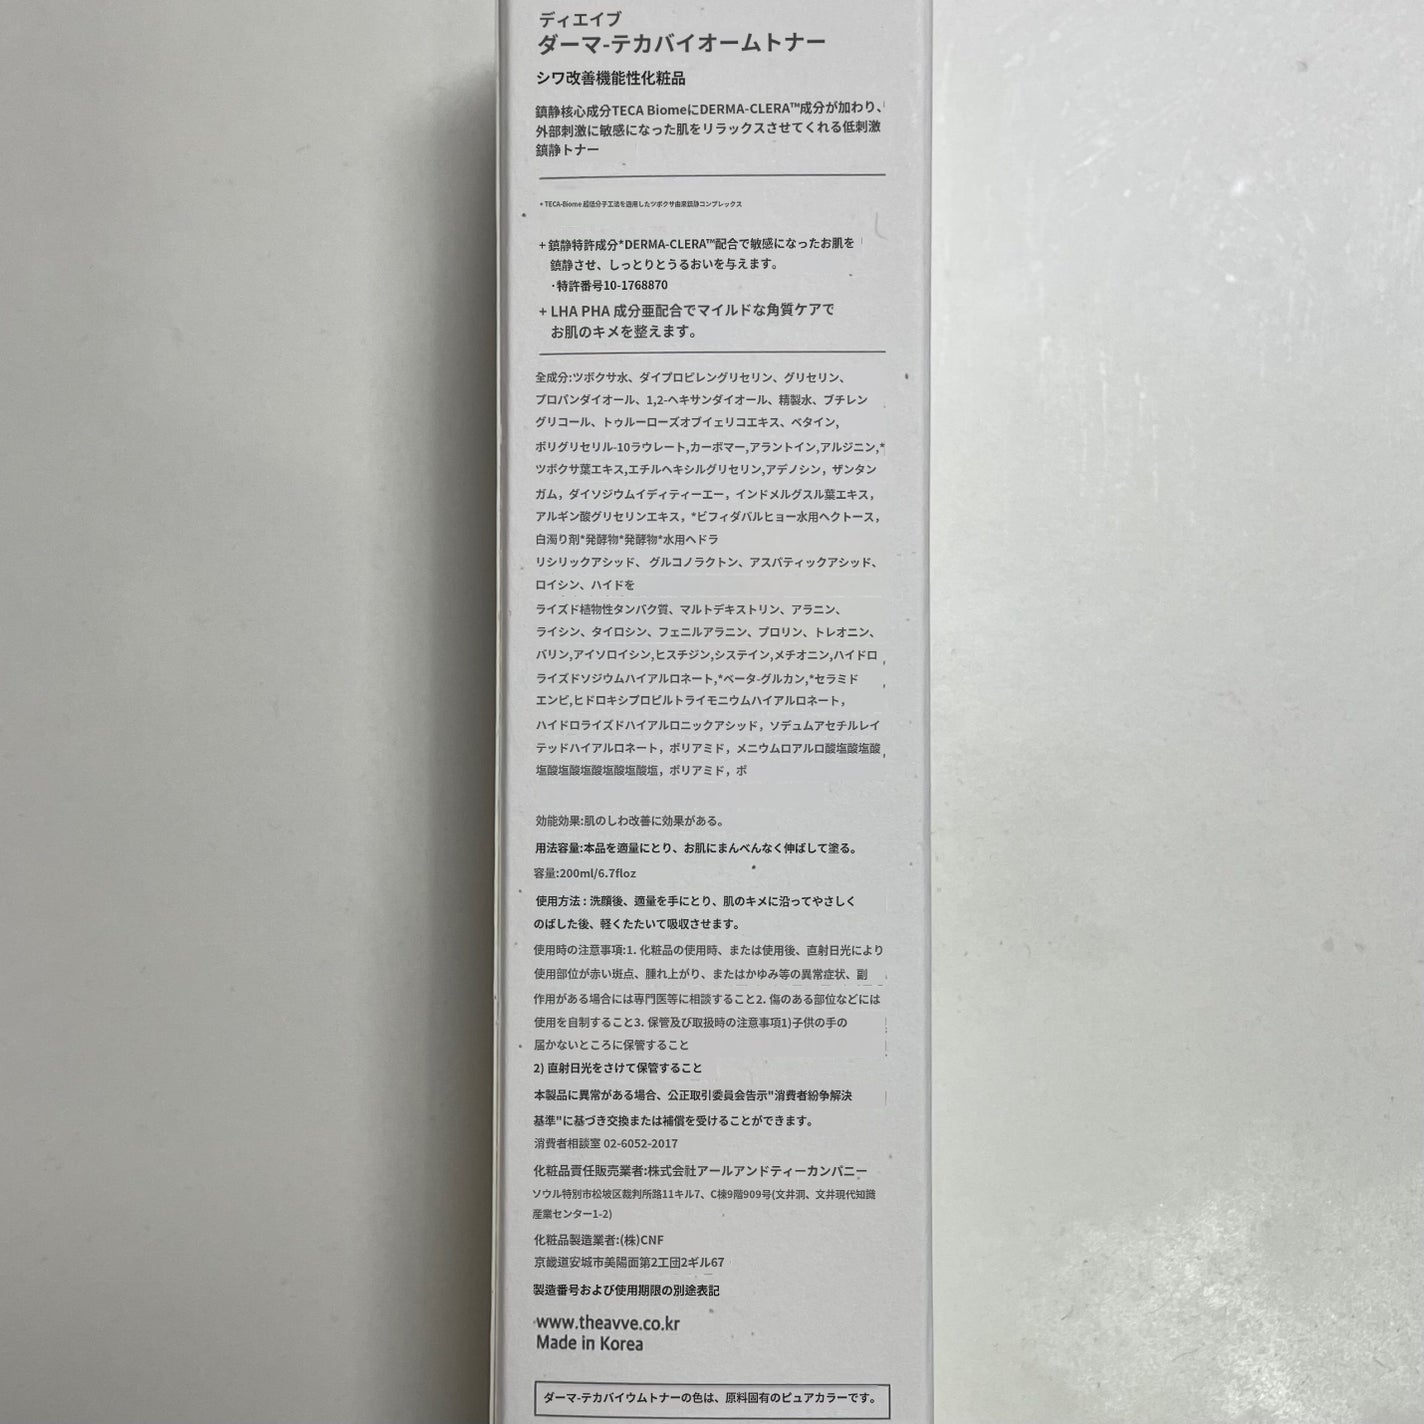 ディエイブ
ダーマ-テカバイオームトナー
シワ改善機能性化粧品
鎮静核心成分TECA BiomeにDERMA-CLERA™成分が加わり、
外部刺激に敏感になった肌をリラックスさせてくれる低刺激
鎮静トナー
+ TECA-Biome 超低分子工法を適用したツボクサ由来鎮静コンプレックス
+ 鎮静特許成分*DERMA-CLERA™配合で敏感になったお肌を
鎮静させ、しっとりとうるおいを与えます。
·特許番号10-1768870
+ LHA PHA 成分亜配合でマイルドな角質ケアで
お肌のキメを整えます。
全成分:ツボクサ水、ダイプロピレングリセリン、グリセリン、
プロパンダイオール、1,2-ヘキサンダイオール、精製水、ブチレン
グリコール、トゥルーローズオブイェリコエキス、ベタイン,
ポリグリセリル-10ラウレート,カーボマー,アラントイン,アルジニン,*
ツボクサ葉エキス,エチルヘキシルグリセリン,アデノシン，ザンタン
ガム，ダイソジウムイディティーエー，インドメルグスル葉エキス，
アルギン酸グリセリンエキス，*ビフィダバルヒョー水用ヘクトース，
白濁り剤*発酵物*発酵物*水用ヘドラ
リシリックアシッド、グルコノラクトン、アスパティックアシッド、
ロイシン、ハイドを
ライズド植物性タンパク質、マルトデキストリン、アラニン、
ライシン、タイロシン、フェニルアラニン、プロリン、トレオニン、
バリン,アイソロイシン,ヒスチジン,システイン,メチオニン,ハイドロ
ライズドソジウムハイアルロネート,*ベータ-グルカン,*セラミド
エンピ,ヒドロキシプロピルトライモニウムハイアルロネート，
ハイドロライズドハイアルロニックアシッド，ソデュムアセチルレイ
テッドハイアルロネート，ポリアミド，メニウムロアルロ酸塩酸塩酸
塩酸塩酸塩酸塩酸塩酸塩，ポリアミド，ポ
効能効果:肌のしわ改善に効果がある。
用法容量:本品を適量にとり、お肌にまんべんなく伸ばして塗る。
容量:200ml/6.7floz
使用方法 : 洗顔後、適量を手にとり、肌のキメに沿ってやさしく
のばした後、軽くたたいて吸収させます。
使用時の注意事項:1. 化粧品の使用時、または使用後、直射日光により
使用部位が赤い斑点、腫れ上がり、またはかゆみ等の異常症状、副
作用がある場合には専門医等に相談すること2. 傷のある部位などには
使用を自制すること3. 保管及び取扱時の注意事項1)子供の手の
届かないところに保管すること
2) 直射日光をさけて保管すること
本製品に異常がある場合、公正取引委員会告示"消費者紛争解決
基準"に基づき交換または補償を受けることができます。
消費者相談室 02-6052-2017
化粧品責任販売業者:株式会社アールアンドティーカンパニー
ソウル特別市松坡区裁判所路11キル7、C棟9階909号(文井洞、文井現代知識
産業センター1-2)
化粧品製造業者:(株)CNF
京畿道安城市美陽面第2工団2ギル67
製造番号および使用期限の別途表記
www.theavve.co.kr
Made in Korea
ダーマ-テカバイウムトナーの色は、原料固有のピュアカラーです。